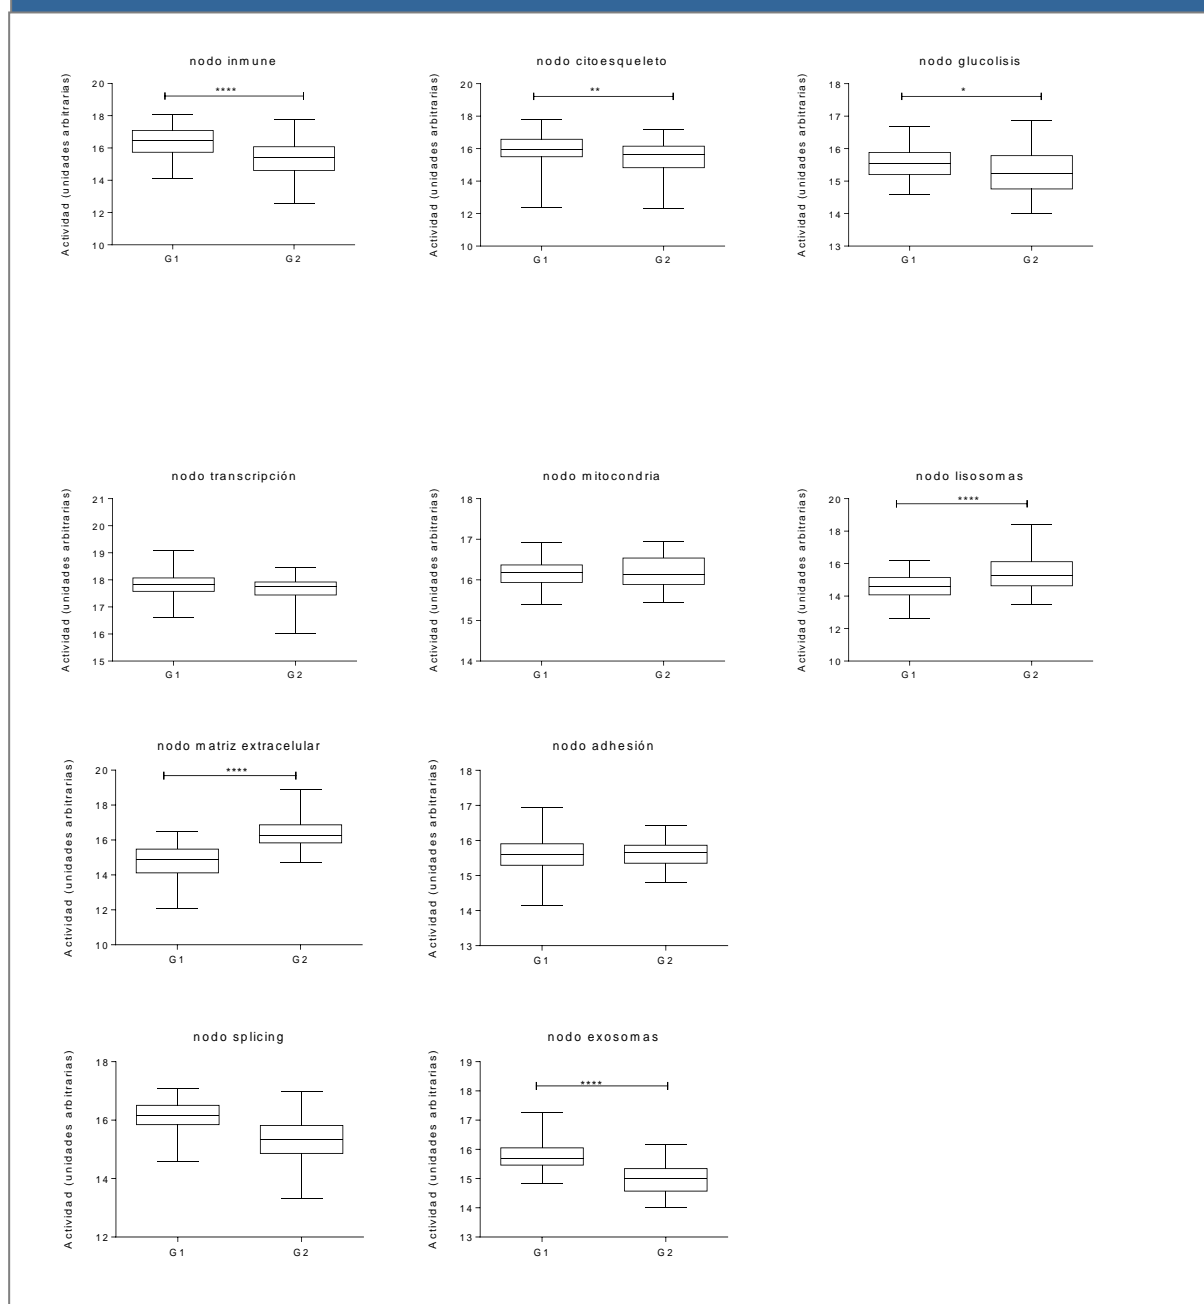 nodo inmune
Actividad (unidades arbitrarias)
20
18
16
14
12
10
****
G1
G2
nodo citoesqueleto
Actividad (unidades arbitrarias)
20
18
16
14
12
10
**
G1
G2
nodo glucolisis
Actividad (unidades arbitrarias)
18
17
16
15
14
13
*
G1
G2
nodo transcripción
Actividad (unidades arbitrarias)
21
20
19
18
17
16
15
G1
G2
nodo mitocondria
Actividad (unidades arbitrarias)
18
17
16
15
14
G1
G2
nodo lisosomas
Actividad (unidades arbitrarias)
20
18
16
14
12
10
****
G1
G2
nodo matriz extracelular
Actividad (unidades arbitrarias)
20
18
16
14
12
10
****
G1
G2
nodo adhesión
Actividad (unidades arbitrarias)
18
17
16
15
14
13
G1
G2
nodo splicing
Actividad (unidades arbitrarias)
18
16
14
12
G1
G2
nodo exosomas
Actividad (unidades arbitrarias)
19
18
17
16
15
14
13
****
G1
G2